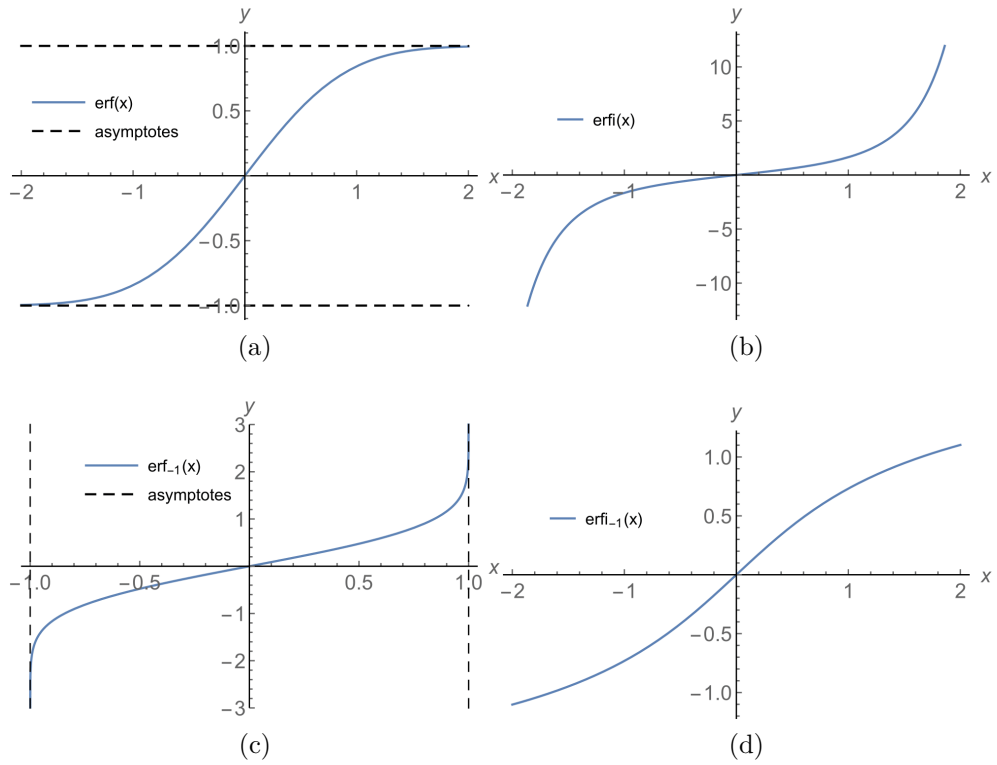 y
1.0
0.5
erf(x)
asymptotes
−2 −1 1 2 x
−0.5
−1.0
(a)
y
10
5
erfi(x)
−2 −1 1 2 x
−5
−10
(b)
y
3
2
1
erf₋₁(x)
asymptotes
−1.0 −0.5 0.5 1.0 x
−1
−2
−3
(c)
y
1.0
0.5
erfi₋₁(x)
−2 −1 1 2 x
−0.5
−1.0
(d)